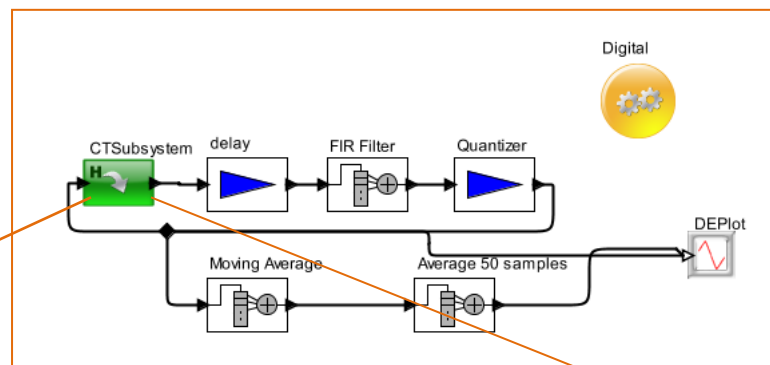 Digital
CTSubsystem
delay
FIR Filter
Quantizer
H
DEPlot
Moving Average
Average 50 samples